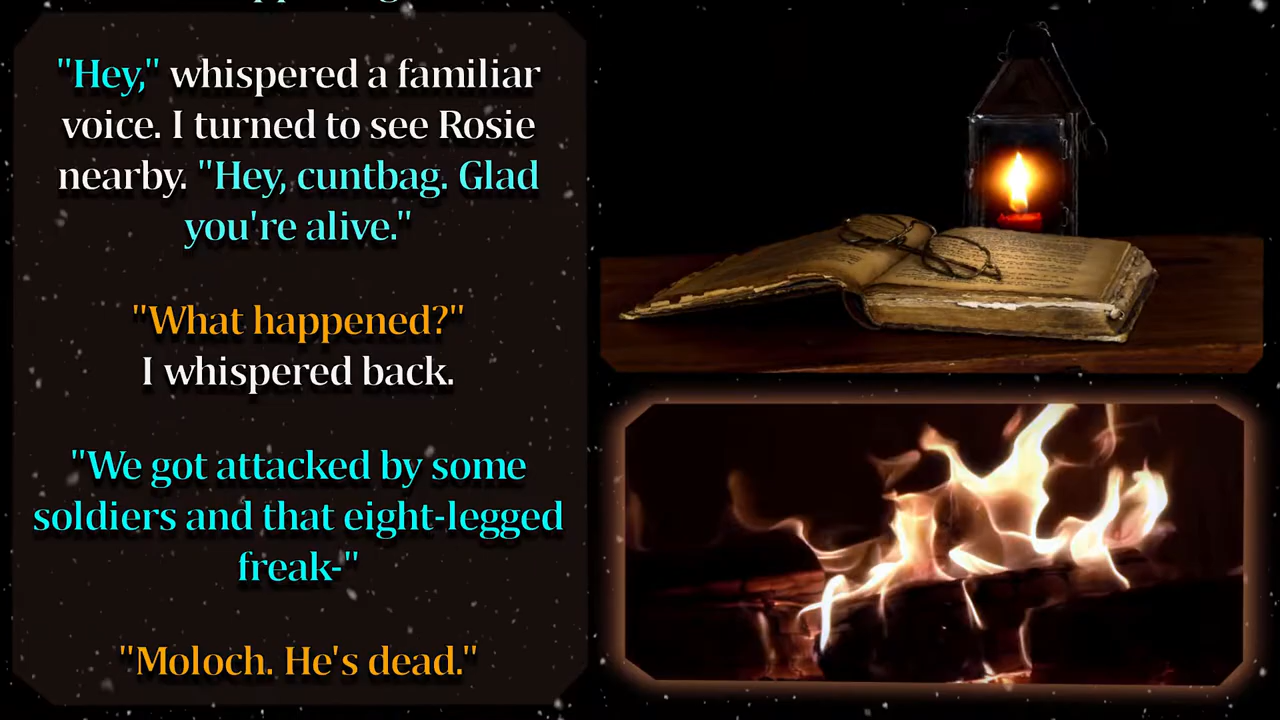 "Hey," whispered a familiar
voice. I turned to see Rosie
nearby. "Hey, cuntbag. Glad
you're alive."
"What happened?"
I whispered back.
"We got attacked by some
soldiers and that eight-legged
freak-"
"Moloch. He's dead."